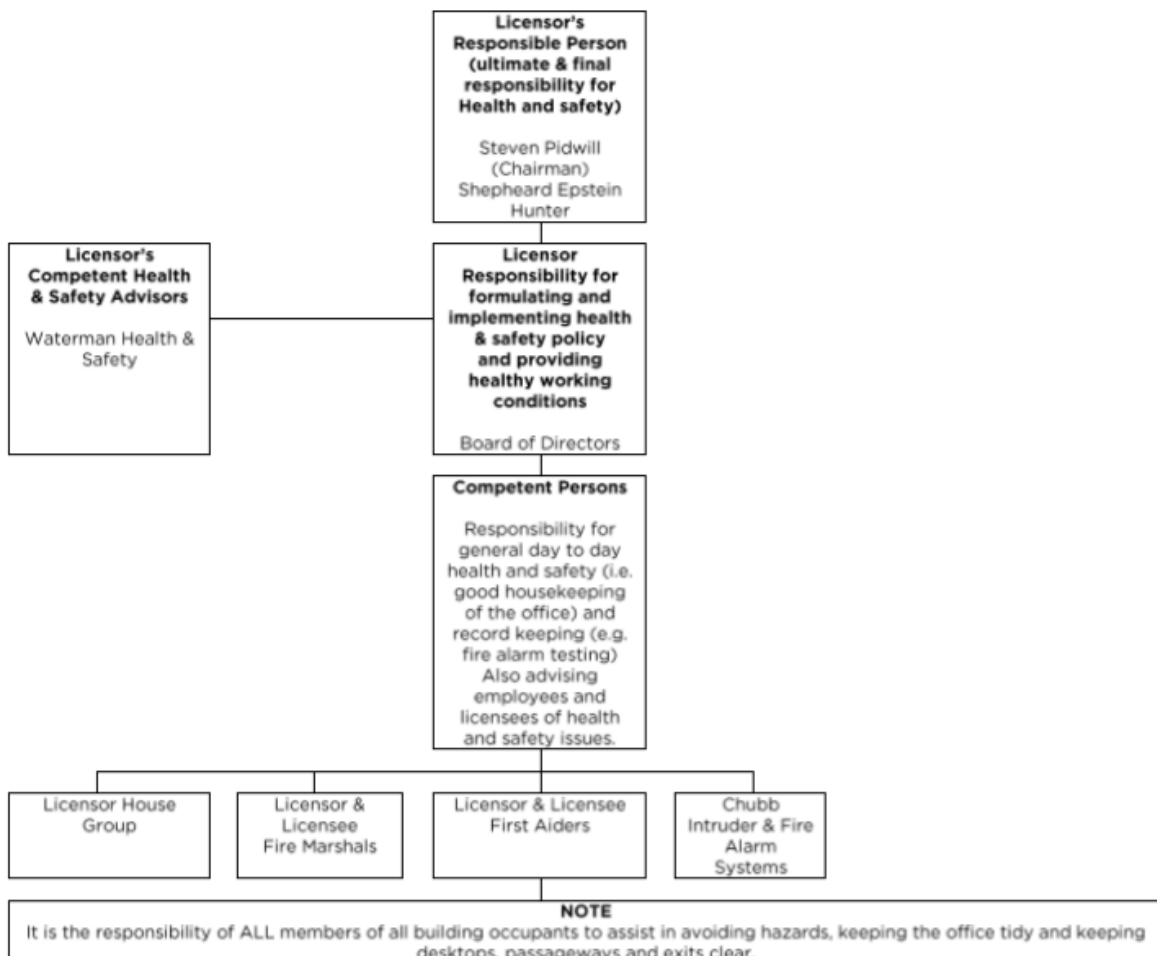 Licensor's
Responsible Person
(ultimate & final
responsibility for
Health and safety)
Steven Pidwill
(Chairman)
Shepheard Epstein
Hunter
Licensor's
Competent Health
& Safety Advisors
Waterman Health &
Safety
Licensor
Responsibility for
formulating and
implementing health
& safety policy
and providing
healthy working
conditions
Board of Directors
Competent Persons
Responsibility for
general day to day
health and safety (i.e.
good housekeeping
of the office) and
record keeping (e.g.
fire alarm testing)
Also advising
employees and
licensees of health
and safety issues.
Licensor House
Group
Licensor &
Licensee
Fire Marshals
Licensor & Licensee
First Aiders
Chubb
Intruder & Fire
Alarm
Systems
NOTE
It is the responsibility of ALL members of all building occupants to assist in avoiding hazards, keeping the office tidy and keeping
desktops, passageways and exits clear.